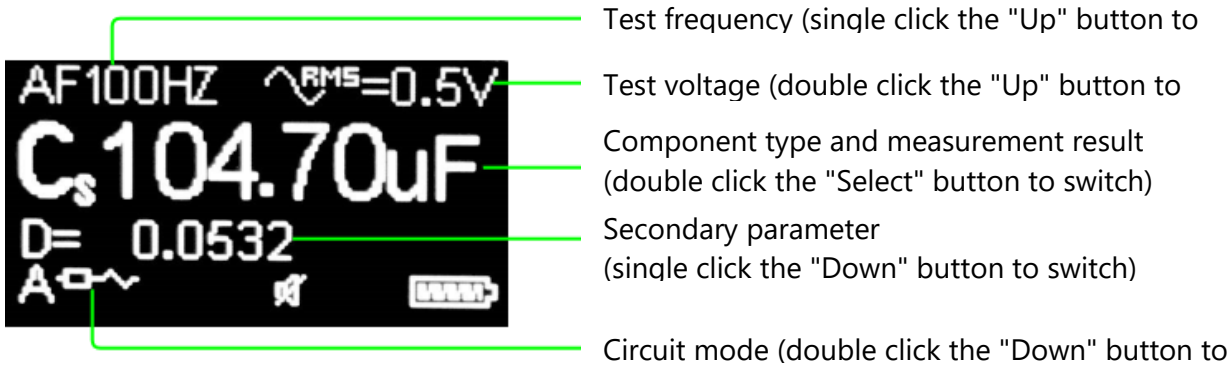 Test frequency (single click the "Up" button to
AF100HZ RMS=0.5V
Test voltage (double click the "Up" button to
Cs104.70uF
Component type and measurement result
(double click the "Select" button to switch)
D= 0.0532
Secondary parameter
(single click the "Down" button to switch)
A
Circuit mode (double click the "Down" button to